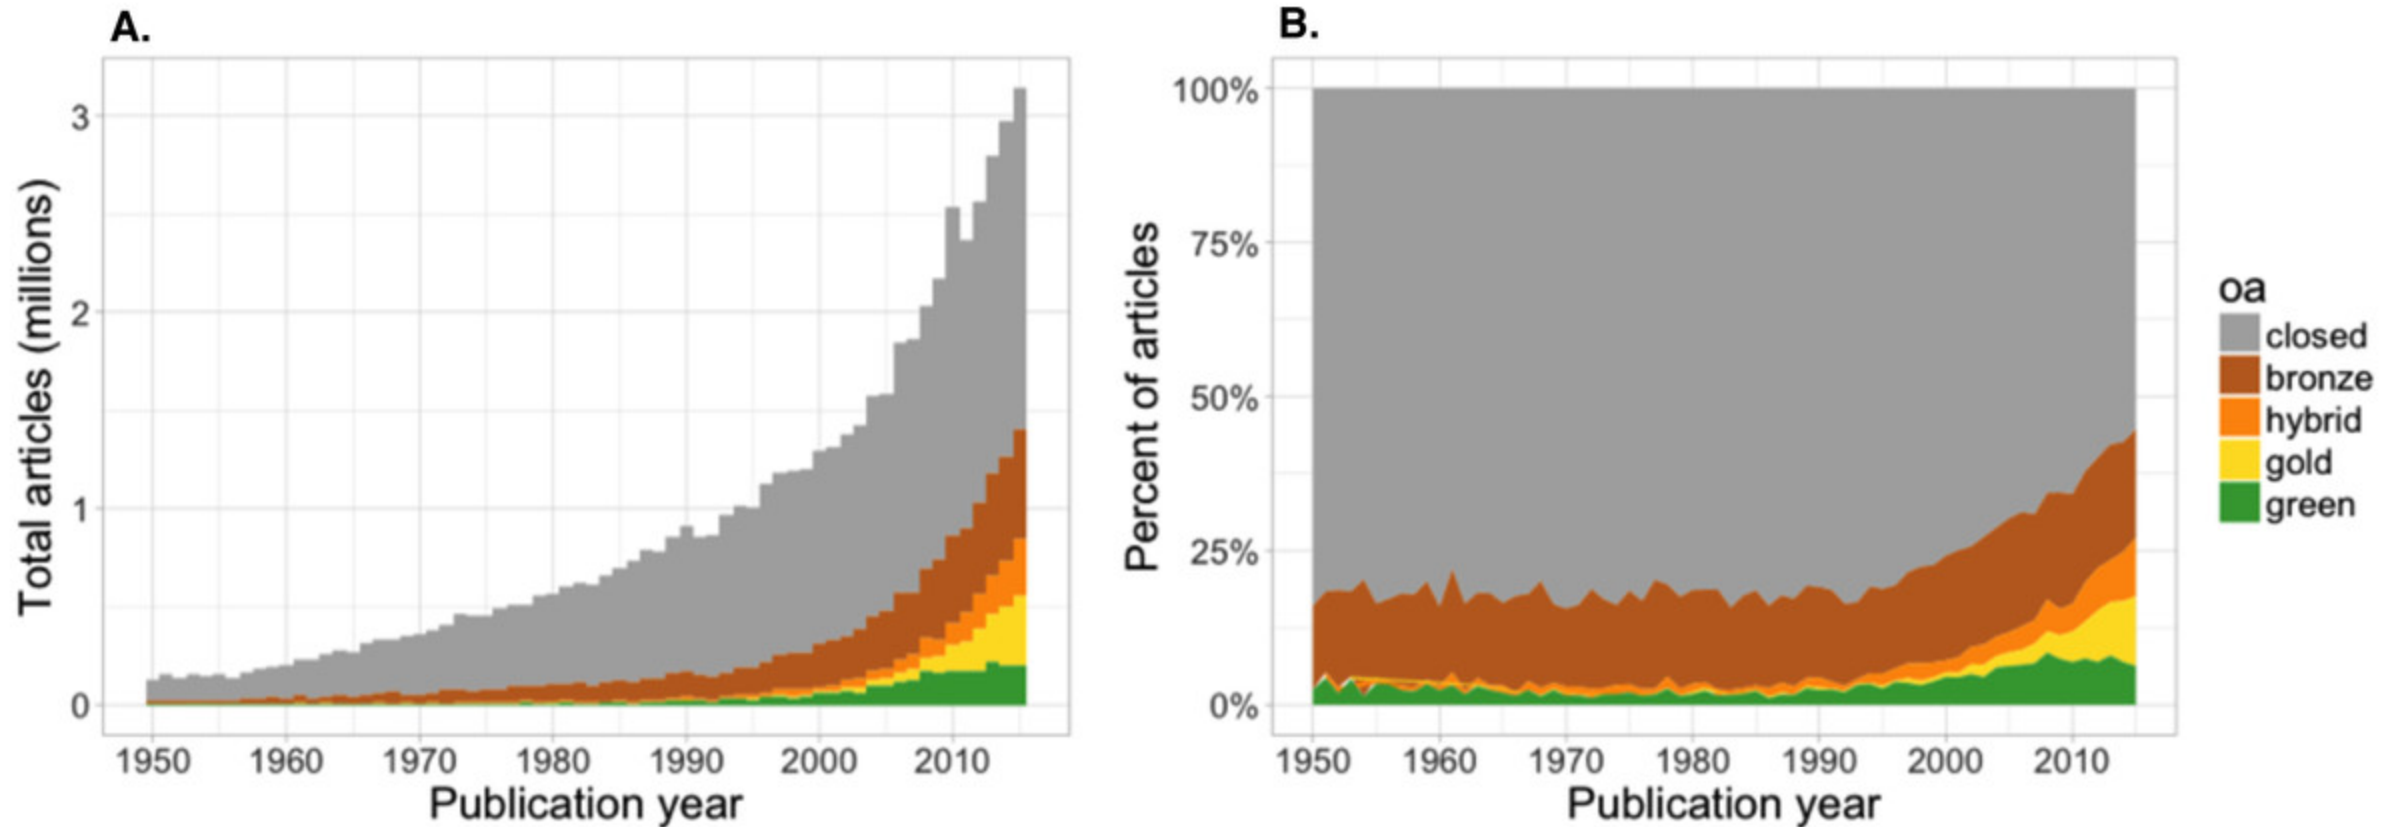 A.
Total articles (millions)
3
2
1
0
1950 1960 1970 1980 1990 2000 2010
Publication year
B.
Percent of articles
100%
75%
50%
25%
0%
1950 1960 1970 1980 1990 2000 2010
Publication year
oa
closed
bronze
hybrid
gold
green